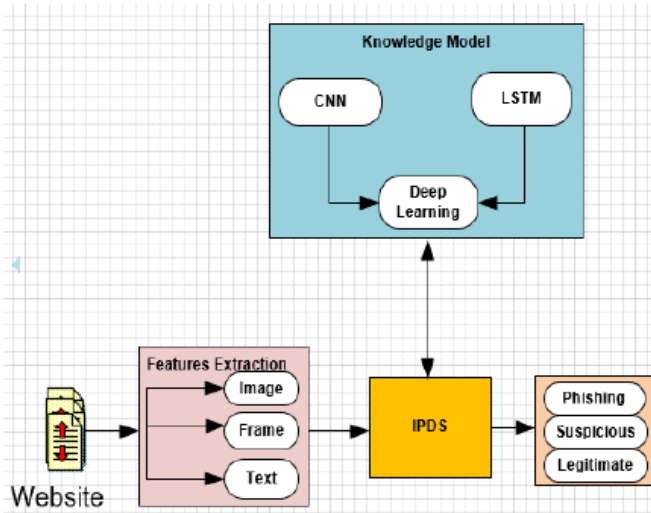 Knowledge Model
CNN
LSTM
Deep
Learning
Features Extraction
Image
Frame
Text
Website
IPDS
Phishing
Suspicious
Legitimate